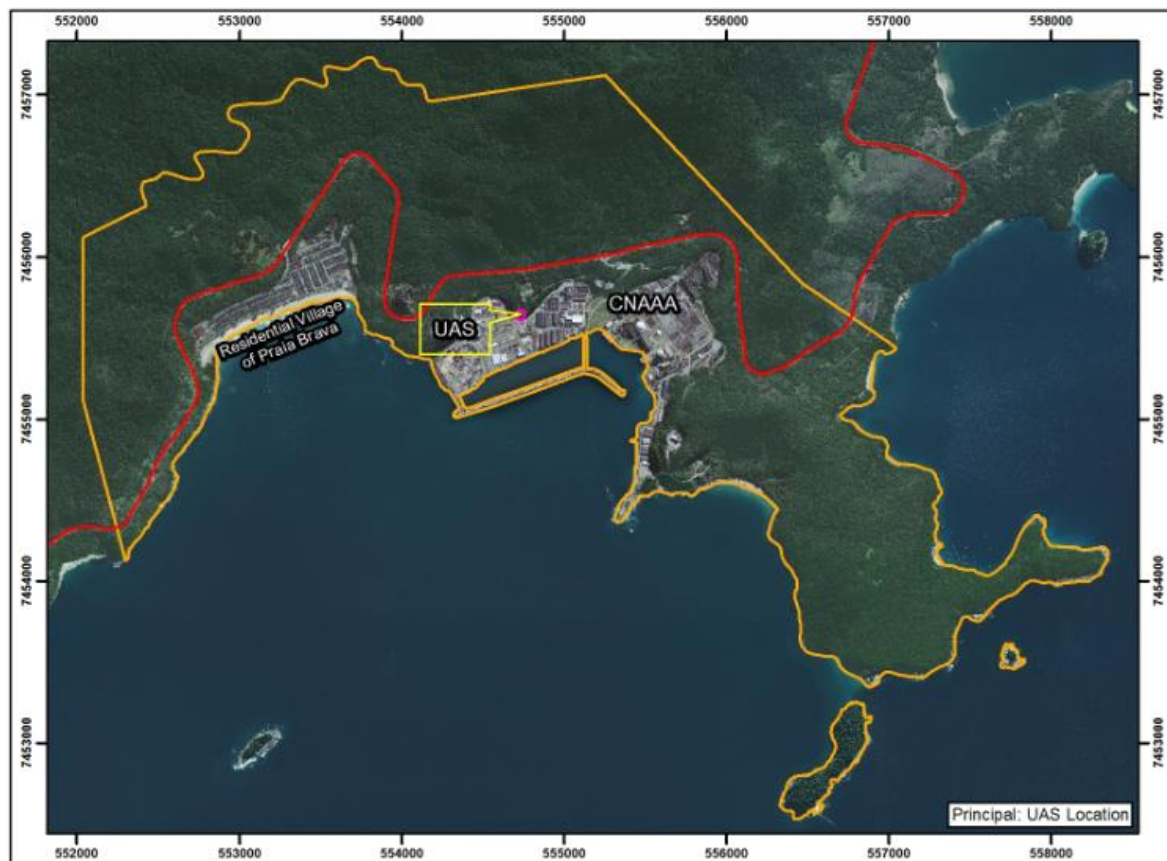 552000 553000 554000 555000 556000 557000 558000
7457000 7457000
7456000 7456000
CNAAA
UAS
Residential Village
of Praia Brava
7455000 7455000
7454000 7454000
7453000 7453000
Principal: UAS Location
552000 553000 554000 555000 556000 557000 558000